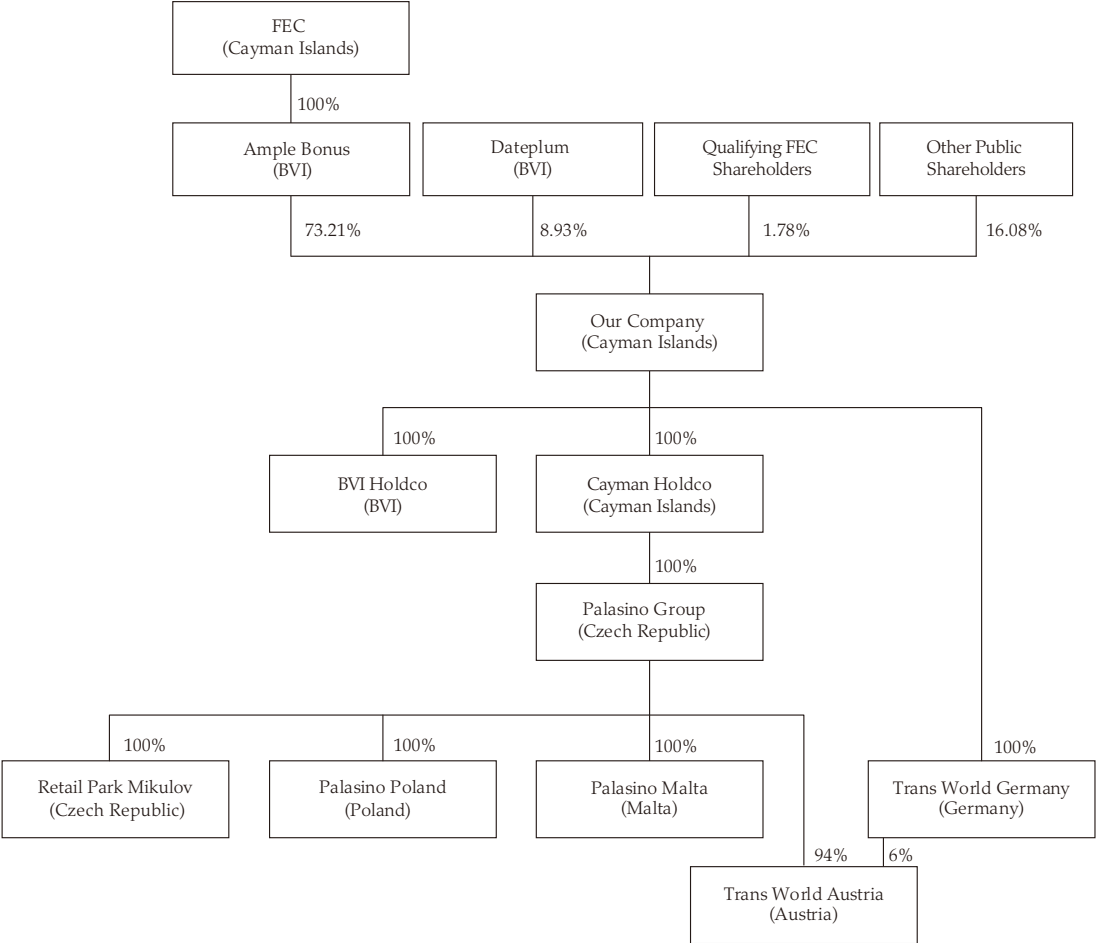 FEC
(Cayman Islands)
100%
Ample Bonus
(BVI)
Dateplum
(BVI)
Qualifying FEC
Shareholders
Other Public
Shareholders
73.21%
8.93%
1.78%
16.08%
Our Company
(Cayman Islands)
100%
100%
BVI Holdco
(BVI)
Cayman Holdco
(Cayman Islands)
100%
Palasino Group
(Czech Republic)
100%
100%
100%
100%
Retail Park Mikulov
(Czech Republic)
Palasino Poland
(Poland)
Palasino Malta
(Malta)
Trans World Germany
(Germany)
94%
6%
Trans World Austria
(Austria)